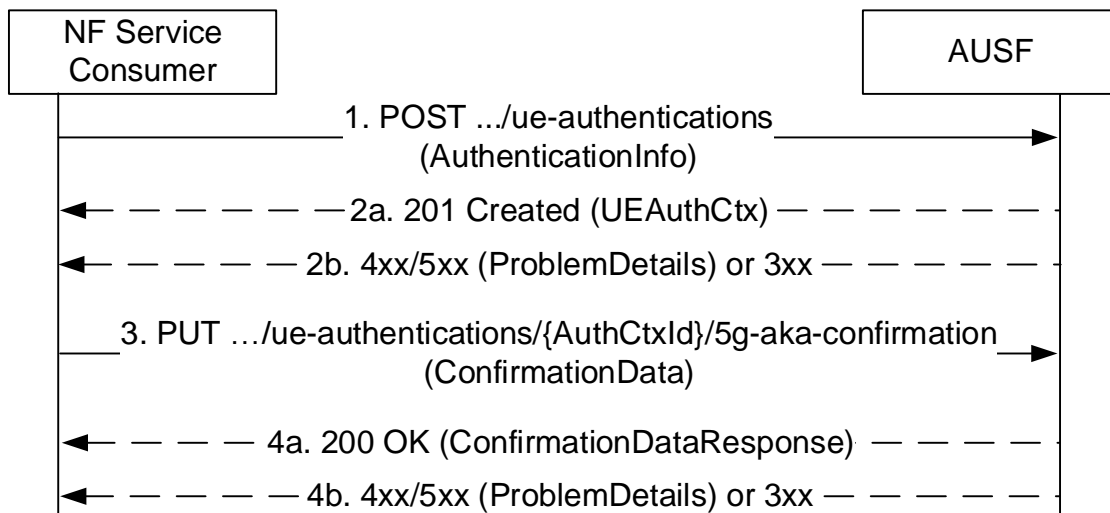 NF Service
Consumer
AUSF
1. POST .../ue-authentications
(AuthenticationInfo)
2a. 201 Created (UEAuthCtx)
2b. 4xx/5xx (ProblemDetails) or 3xx
3. PUT …/ue-authentications/{AuthCtxId}/5g-aka-confirmation
(ConfirmationData)
4a. 200 OK (ConfirmationDataResponse)
4b. 4xx/5xx (ProblemDetails) or 3xx